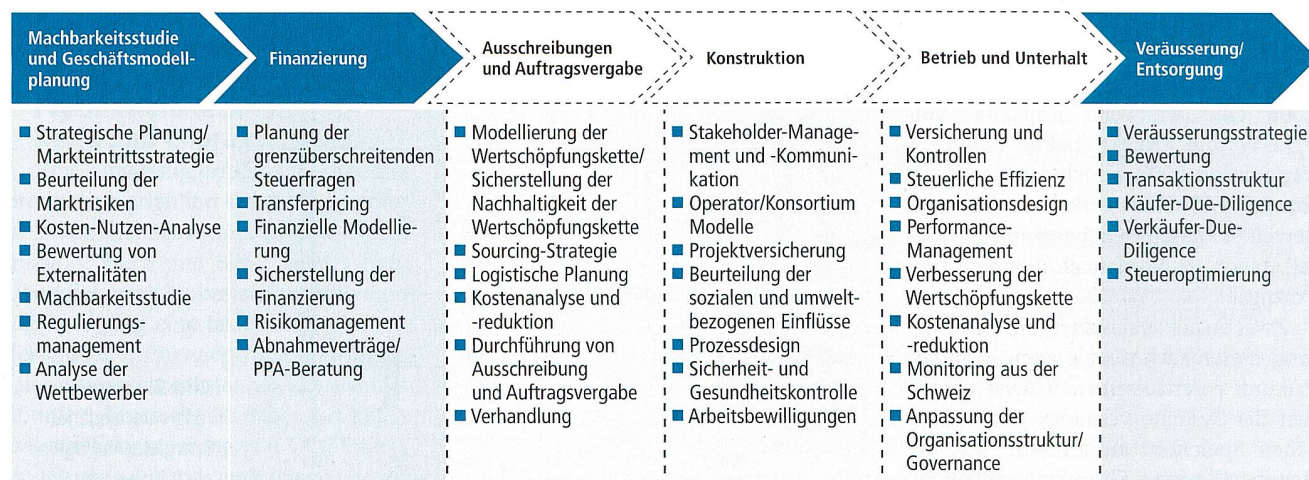 Machbarkeitsstudie
und Geschäftsmodell-
planung
Finanzierung
Ausschreibungen
und Auftragsvergabe
Konstruktion
Betrieb und Unterhalt
Veräusserung/
Entsorgung
Strategische Planung/
Markteintrittsstrategie
Beurteilung der
Marktrisiken
Kosten-Nutzen-Analyse
Bewertung von
Externalitäten
Machbarkeitsstudie
Regulierungs-
management
Analyse der
Wettbewerber
Planung der
grenzüberschreitenden
Steuerfragen
Transferpricing
Finanzielle Modellie-
rung
Sicherstellung der
Finanzierung
Risikomanagement
Abnahmeverträge/
PPA-Beratung
Modellierung der
Wertschöpfungskette/
Sicherstellung der
Nachhaltigkeit der
Wertschöpfungskette
Sourcing-Strategie
Logistische Planung
Kostenanalyse und
-reduktion
Durchführung von
Ausschreibung
und Auftragsvergabe
Verhandlung
Stakeholder-Manage-
ment und -Kommuni-
kation
Operator/Konsortium
Modelle
Projektversicherung
Beurteilung der
sozialen und umwelt-
bezogenen Einflüsse
Prozessdesign
Sicherheit- und
Gesundheitskontrolle
Arbeitsbewilligungen
Versicherung und
Kontrollen
Steuerliche Effizienz
Organisationsdesign
Performance-
Management
Verbesserung der
Wertschöpfungskette
Kostenanalyse und
-reduktion
Monitoring aus der
Schweiz
Anpassung der
Organisationsstruktur/
Governance
Veräusserungsstrategie
Bewertung
Transaktionsstruktur
Käufer-Due-Diligence
Verkäufer-Due-
Diligence
Steueroptimierung